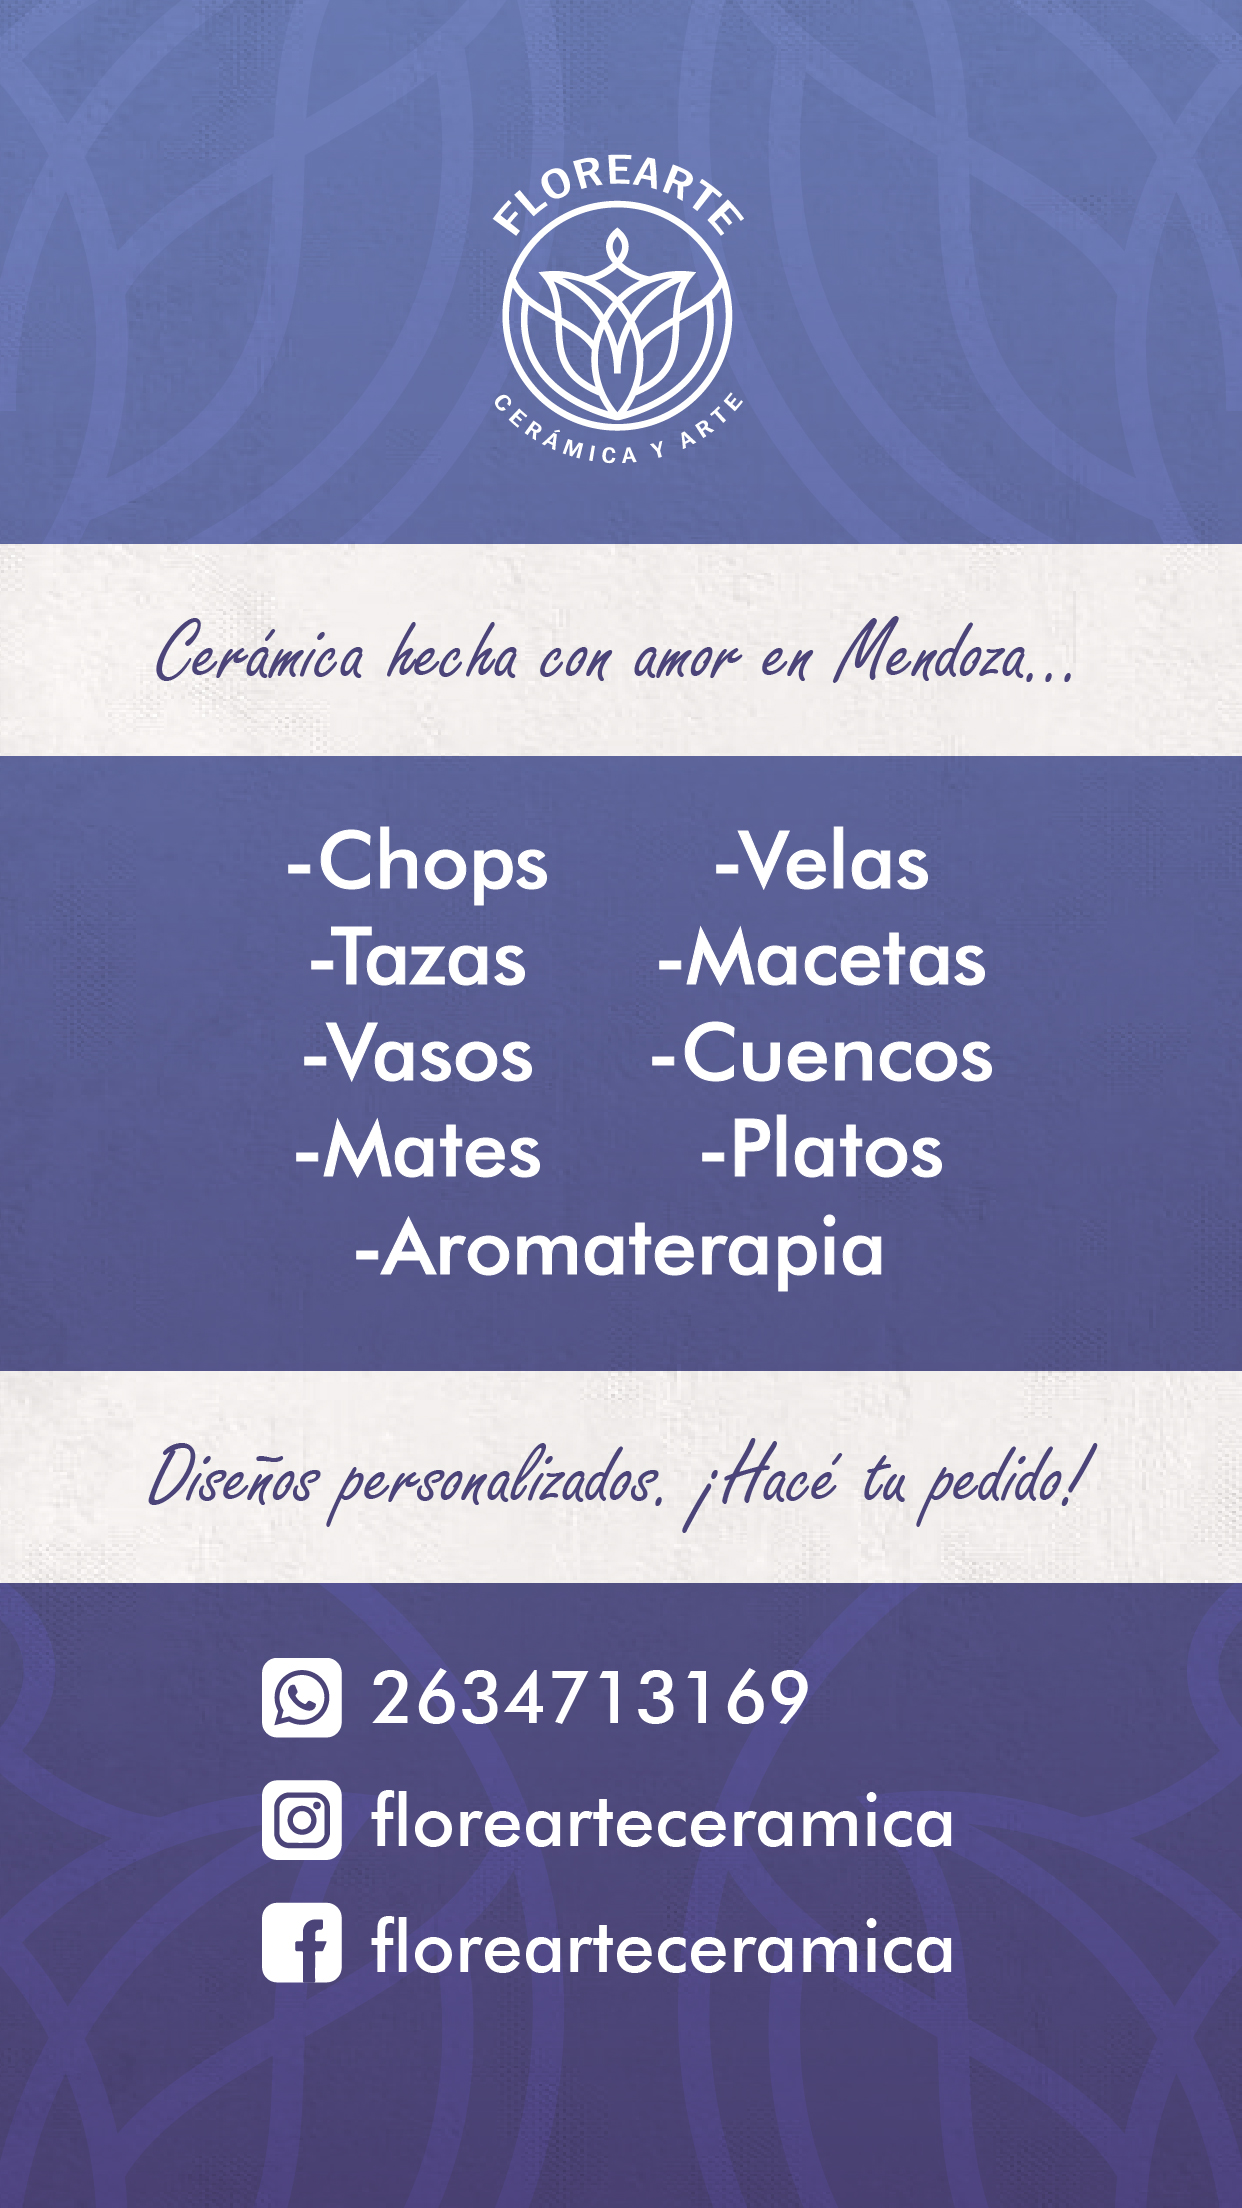 FLOREARTE
CERÁMICA Y ARTE
Cerámica hecha con amor en Mendoza...
-Chops
-Tazas
-Vasos
-Mates
-Velas
-Macetas
-Cuencos
-Platos
-Aromaterapia
Diseños personalizados. ¡Hacé tu pedido!
2634713169
florearteceramica
florearteceramica